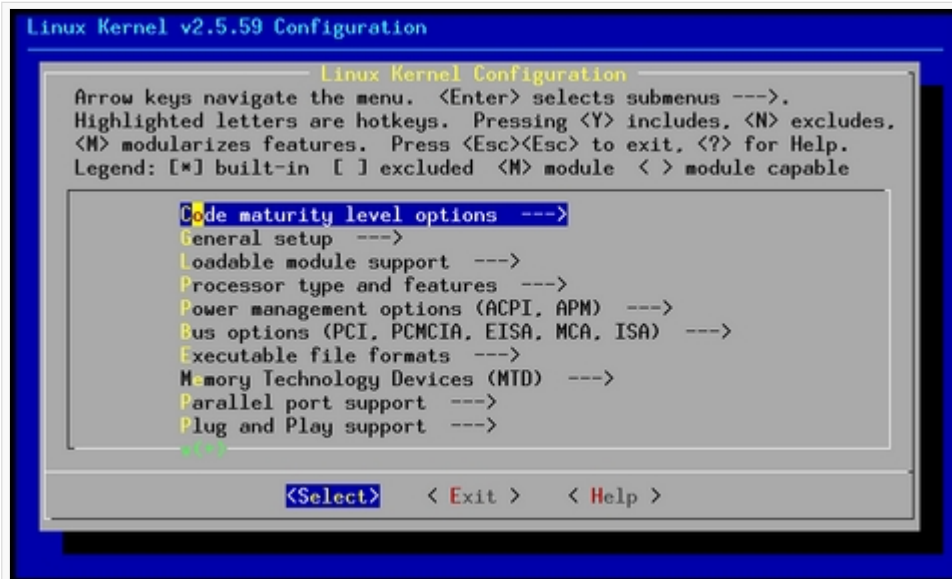 Linux Kernel v2.5.59 Configuration
Linux Kernel Configuration
Arrow keys navigate the menu. <Enter> selects submenus --->.
Highlighted letters are hotkeys. Pressing <Y> includes, <N> excludes,
<M> modularizes features. Press <Esc><Esc> to exit, <?> for Help.
Legend: [*] built-in [ ] excluded <M> module < > module capable
Code maturity level options --->
General setup --->
Loadable module support --->
Processor type and features --->
Power management options (ACPI, APM) --->
Bus options (PCI, PCMCIA, EISA, MCA, ISA) --->
Executable file formats --->
Memory Technology Devices (MTD) --->
Parallel port support --->
Plug and Play support --->
v(+)
<Select> < Exit > < Help >